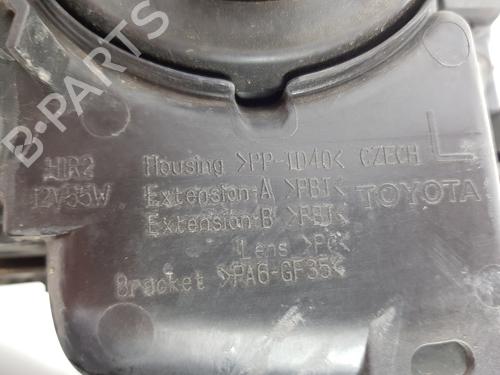 B-PARTS
HIR2
12V55W
Housing >PP-TD40< CZECH L
Extension-A >PBT< TOYOTA
Extension-B >PBT<
Lens >PC<
Bracket >PA6-GF35<